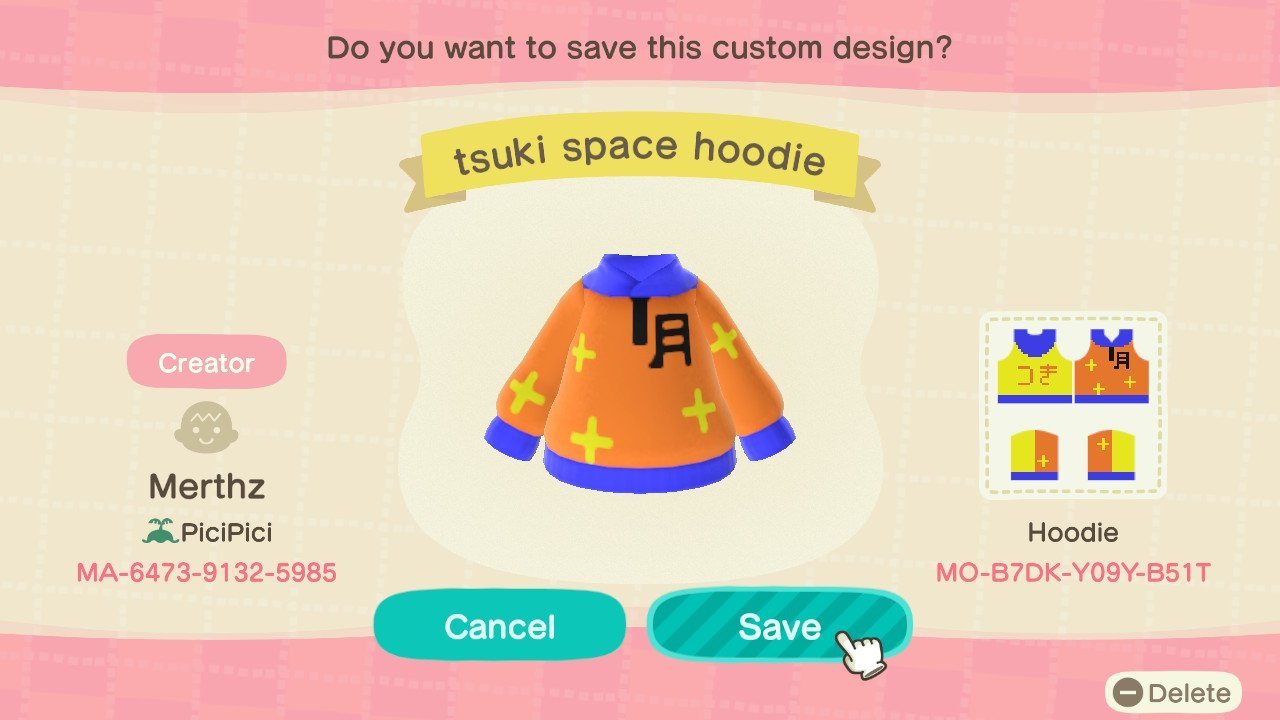 Do you want to save this custom design?
tsuki space hoodie
月
つき
Creator
Merthz
PiciPici
MA-6473-9132-5985
Hoodie
MO-B7DK-Y09Y-B51T
Cancel
Save
Delete